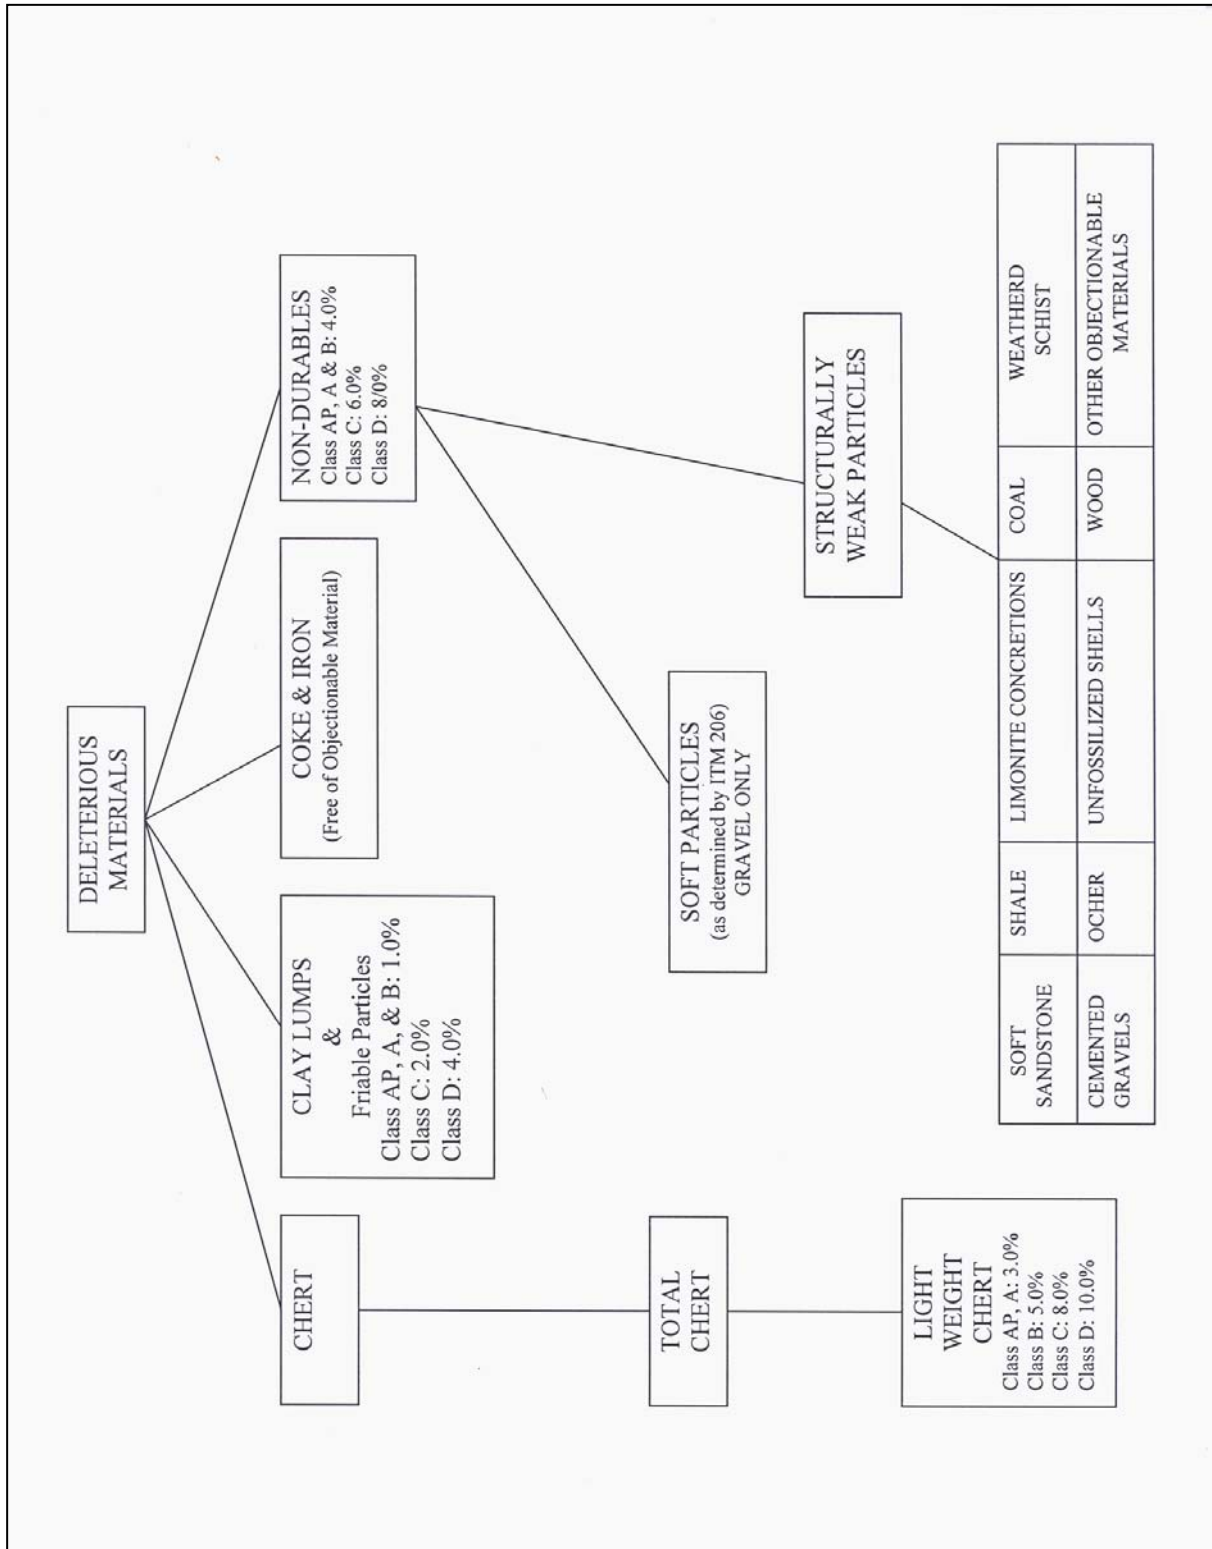 DELETERIOUS
MATERIALS
CHERT
CLAY LUMPS
&
Friable Particles
Class AP, A, & B: 1.0%
Class C: 2.0%
Class D: 4.0%
COKE & IRON
(Free of Objectionable Material)
NON-DURABLES
Class AP, A & B: 4.0%
Class C: 6.0%
Class D: 8/0%
TOTAL
CHERT
SOFT PARTICLES
(as determined by ITM 206)
GRAVEL ONLY
STRUCTURALLY
WEAK PARTICLES
LIGHT
WEIGHT
CHERT
Class AP, A: 3.0%
Class B: 5.0%
Class C: 8.0%
Class D: 10.0%
SOFT
SANDSTONE
SHALE
LIMONITE CONCRETIONS
COAL
WEATHERD
SCHIST
CEMENTED
GRAVELS
OCHER
UNFOSSILIZED SHELLS
WOOD
OTHER OBJECTIONABLE
MATERIALS